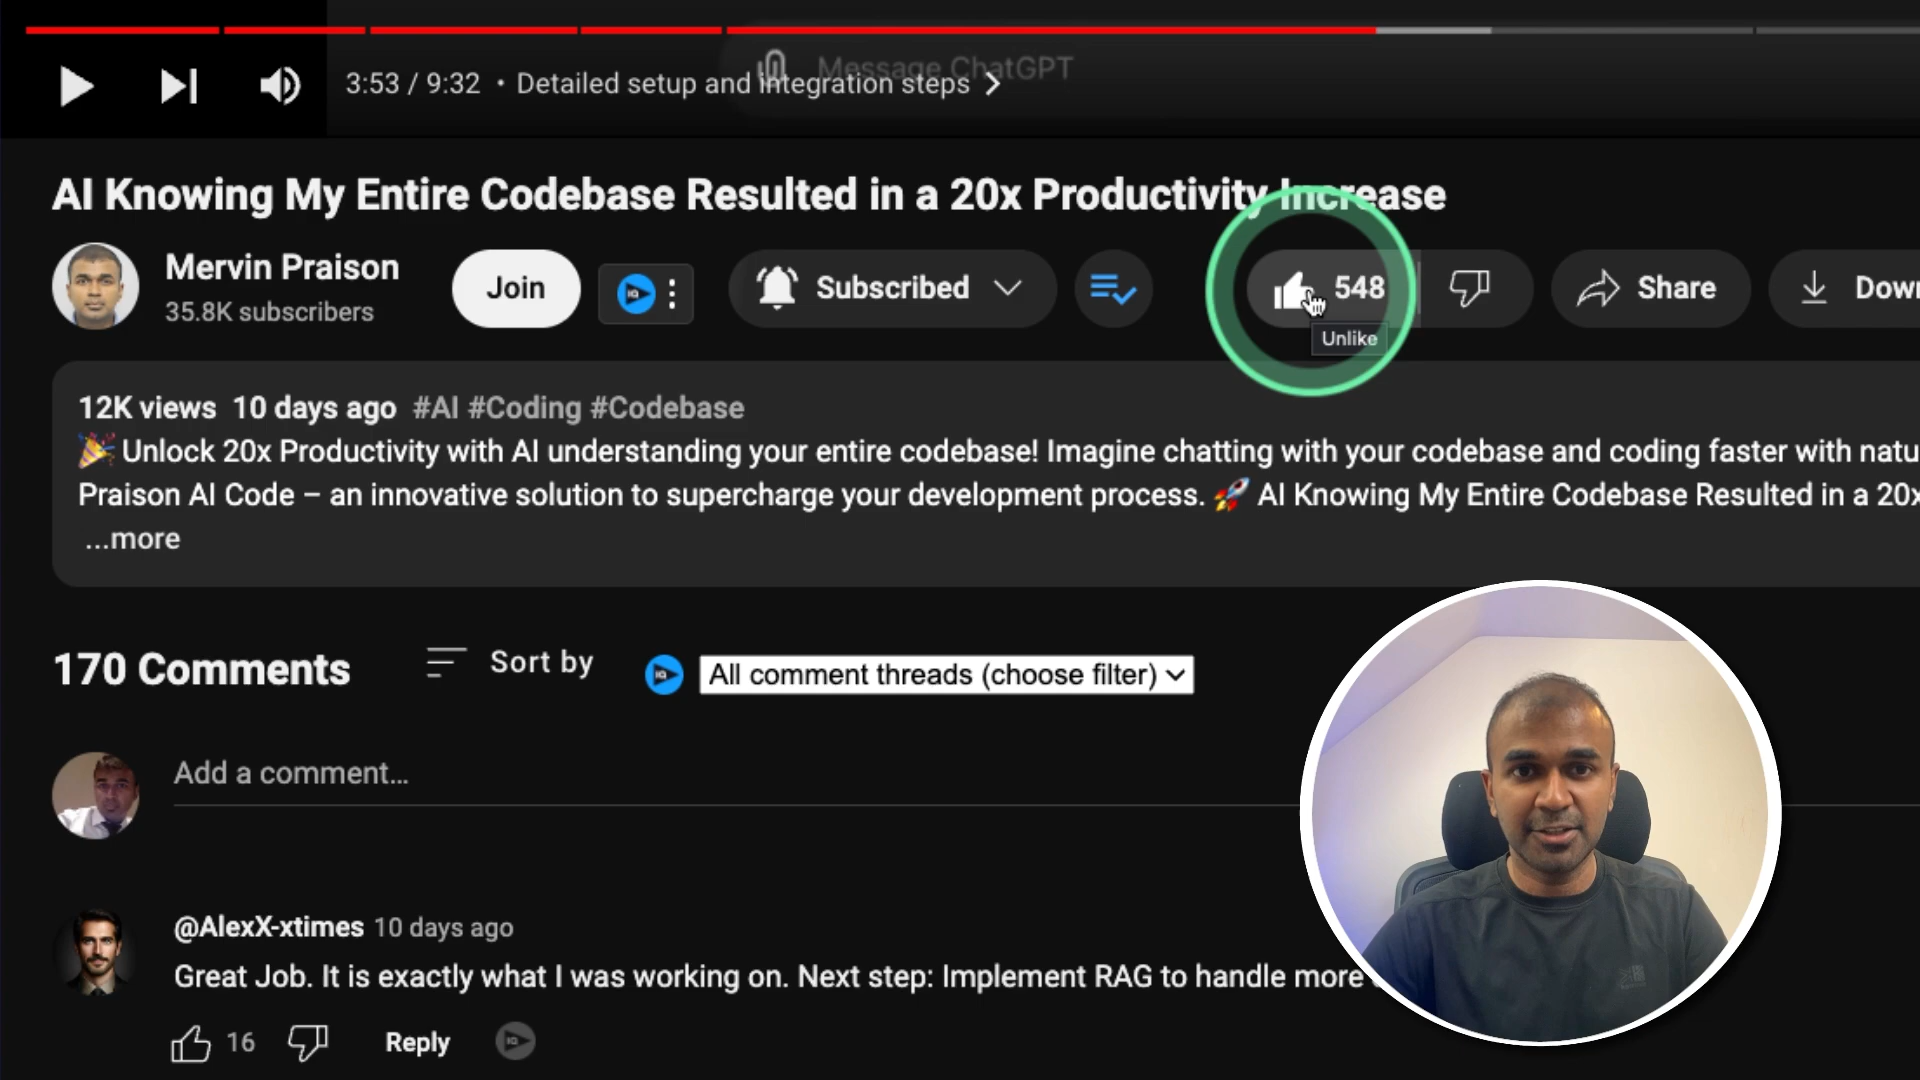 Message ChatGPT
3:53 / 9:32 • Detailed setup and integration steps
AI Knowing My Entire Codebase Resulted in a 20x Productivity Increase
Mervin Praison
35.8K subscribers
Join
Subscribed
548
Share
Unlike
12K views 10 days ago #AI #Coding #Codebase
🎉 Unlock 20x Productivity with AI understanding your entire codebase! Imagine chatting with your codebase and coding faster with
Praison AI Code – an innovative solution to supercharge your development process. 🚀 AI Knowing My Entire Codebase Resulted in a 20x
...more
170 Comments
Sort by
IQ
All comment threads (choose filter)
Add a comment...
@AlexX-xtimes 10 days ago
Great Job. It is exactly what I was working on. Next step: Implement RAG to handle more
16
Reply